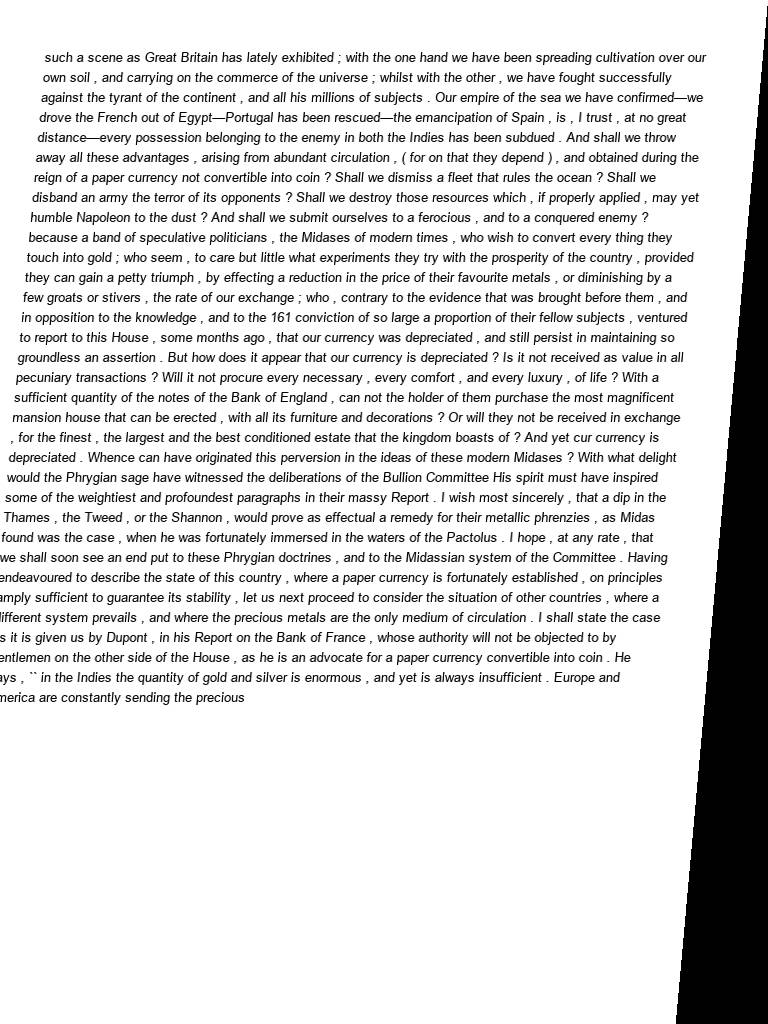 such a scene as Great Britain has lately exhibited ; with the one hand we have been spreading cultivation over our
own soil , and carrying on the commerce of the universe ; whilst with the other , we have fought successfully
against the tyrant of the continent , and all his millions of subjects . Our empire of the sea we have confirmed—we
drove the French out of Egypt—Portugal has been rescued—the emancipation of Spain , is , I trust , at no great
distance—every possession belonging to the enemy in both the Indies has been subdued . And shall we throw
away all these advantages , arising from abundant circulation , ( for on that they depend ) , and obtained during the
reign of a paper currency not convertible into coin ? Shall we dismiss a fleet that rules the ocean ? Shall we
disband an army the terror of its opponents ? Shall we destroy those resources which , if properly applied , may yet
humble Napoleon to the dust ? And shall we submit ourselves to a ferocious , and to a conquered enemy ?
because a band of speculative politicians , the Midases of modern times , who wish to convert every thing they
touch into gold ; who seem , to care but little what experiments they try with the prosperity of the country , provided
they can gain a petty triumph , by effecting a reduction in the price of their favourite metals , or diminishing by a
few groats or stivers , the rate of our exchange ; who , contrary to the evidence that was brought before them , and
in opposition to the knowledge , and to the 161 conviction of so large a proportion of their fellow subjects , ventured
to report to this House , some months ago , that our currency was depreciated , and still persist in maintaining so
groundless an assertion . But how does it appear that our currency is depreciated ? Is it not received as value in all
pecuniary transactions ? Will it not procure every necessary , every comfort , and every luxury , of life ? With a
sufficient quantity of the notes of the Bank of England , can not the holder of them purchase the most magnificent
mansion house that can be erected , with all its furniture and decorations ? Or will they not be received in exchange
, for the finest , the largest and the best conditioned estate that the kingdom boasts of ? And yet cur currency is
depreciated . Whence can have originated this perversion in the ideas of these modern Midases ? With what delight
would the Phrygian sage have witnessed the deliberations of the Bullion Committee His spirit must have inspired
some of the weightiest and profoundest paragraphs in their massy Report . I wish most sincerely , that a dip in the
Thames , the Tweed , or the Shannon , would prove as effectual a remedy for their metallic phrenzies , as Midas
found was the case , when he was fortunately immersed in the waters of the Pactolus . I hope , at any rate , that
we shall soon see an end put to these Phrygian doctrines , and to the Midassian system of the Committee . Having
endeavoured to describe the state of this country , where a paper currency is fortunately established , on principles
amply sufficient to guarantee its stability , let us next proceed to consider the situation of other countries , where a
different system prevails , and where the precious metals are the only medium of circulation . I shall state the case
s it is given us by Dupont , in his Report on the Bank of France , whose authority will not be objected to by
entlemen on the other side of the House , as he is an advocate for a paper currency convertible into coin . He
ays , `` in the Indies the quantity of gold and silver is enormous , and yet is always insufficient . Europe and
merica are constantly sending the precious